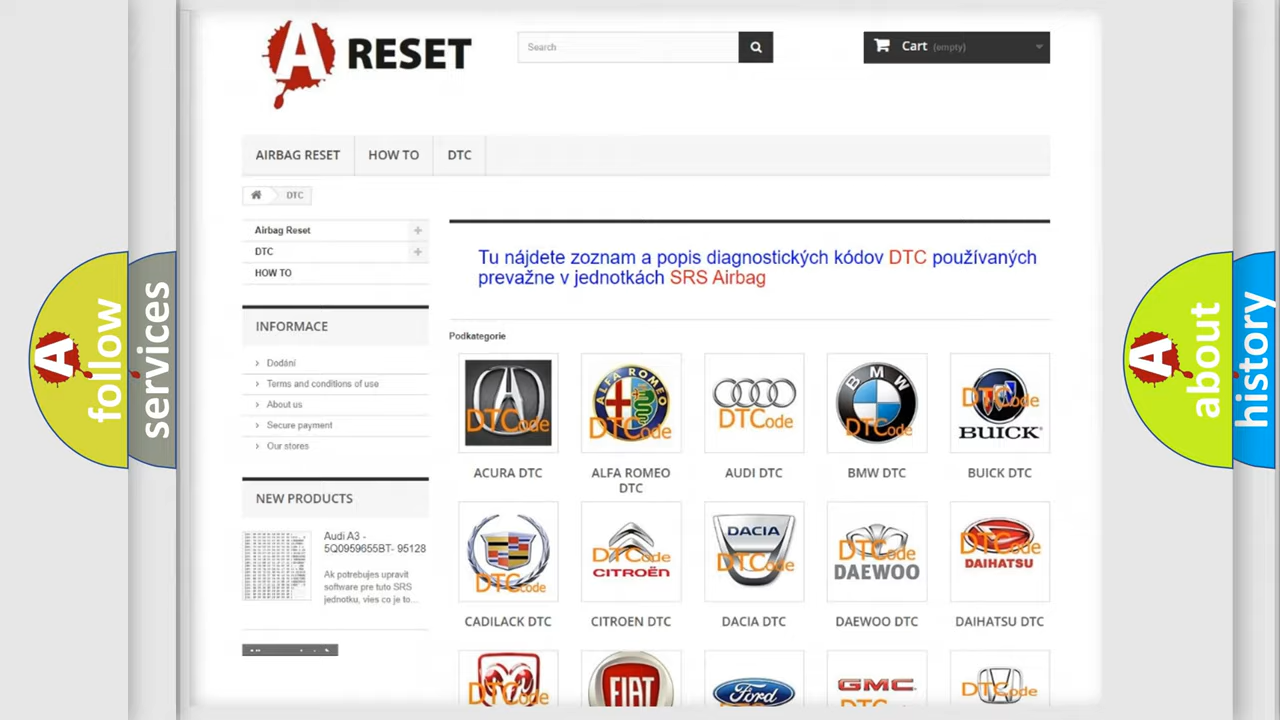 A RESET
Search
Cart (empty)
AIRBAG RESET
HOW TO
DTC
DTC
Airbag Reset
DTC
HOW TO
Tu nájdete zoznam a popis diagnostických kódov DTC používaných
prevažne v jednotkách SRS Airbag
INFORMACE
Dodání
Terms and conditions of use
About us
Secure payment
Our stores
NEW PRODUCTS
Audi A3 -
5Q0959655BT- 95128
Ak potrebujes upravit
software pre tuto SRS
jednotku, vies co je to...
Podkategorie
DTCode
ALFA ROMEO
DTCode
DTCode
BMW
DTCode
DTCode
BUICK
ACURA DTC
ALFA ROMEO
DTC
AUDI DTC
BMW DTC
BUICK DTC
DTCode
DTCode
CITROËN
DACIA
DTCode
DTCode
DAEWOO
DTCode
DAIHATSU
CADILACK DTC
CITROEN DTC
DACIA DTC
DAEWOO DTC
DAIHATSU DTC
DTCode
FIAT
Ford
GMC
DTCode
A follow
services
A about
history